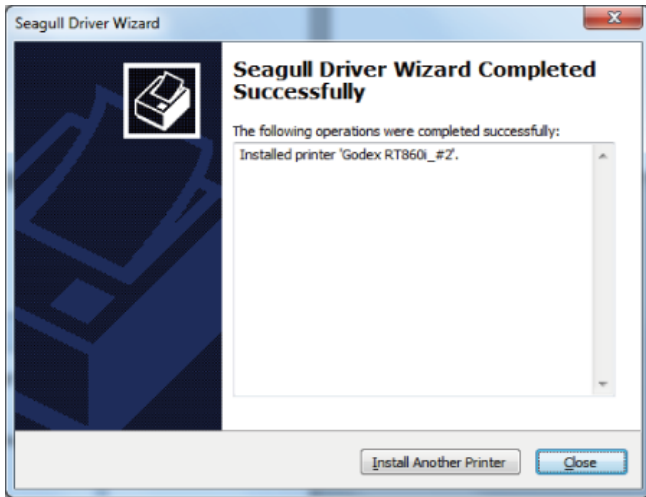 Seagull Driver Wizard
Seagull Driver Wizard Completed
Successfully
The following operations were completed successfully:
Installed printer 'Godex RT860i_#2'.
Install Another Printer
Close